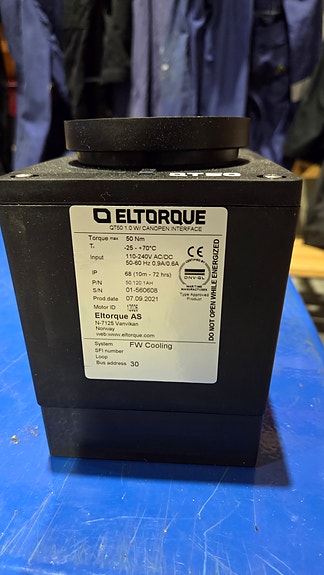 QT50
ELTORQUE
QT50 1.0 W/ CANOPEN INTERFACE
Torque max 50 Nm
Tₐ -25 - +70°C
Input 110-240V AC/DC
50-60 Hz 0,9A/0,6A
IP 68 (10m - 72 hrs)
P/N 50.120.1AH
S/N 01-560608
Prod.date 07.09.2021
Motor ID
Eltorque AS
N-7125 Vanvikan
Norway
web:www.eltorque.com
CE
DNV·GL
MARITIME
MANUFACTURER
Type Approved
Product
DO NOT OPEN WHILE ENERGIZED
System FW Cooling
SFI number
Loop
Bus address 30